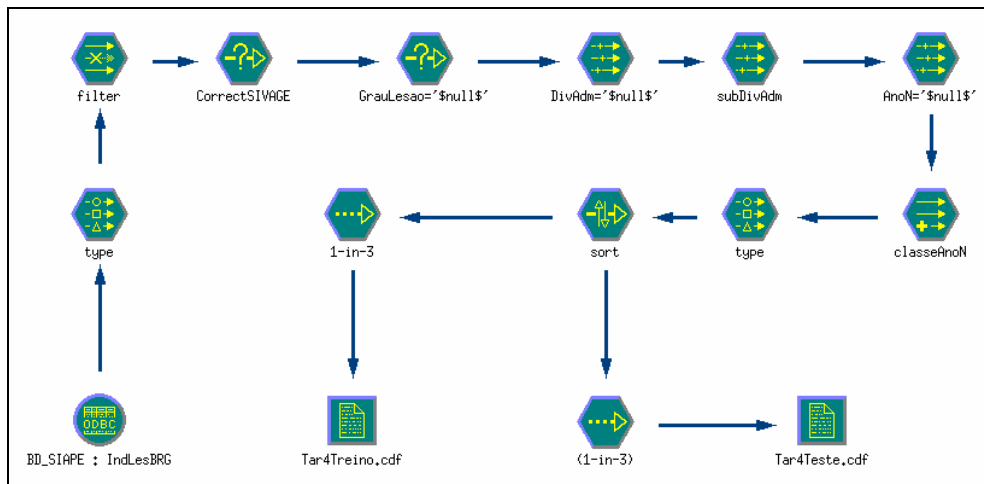 filter
CorrectSIVAGE
GrauLesao='$null$'
DivAdm='$null$'
subDivAdm
AnoN='$null$'
type
1-in-3
sort
type
classeAnoN
ODBC
BD_SIAPE : IndLesBRG
Tar4Treino.cdf
(1-in-3)
Tar4Teste.cdf